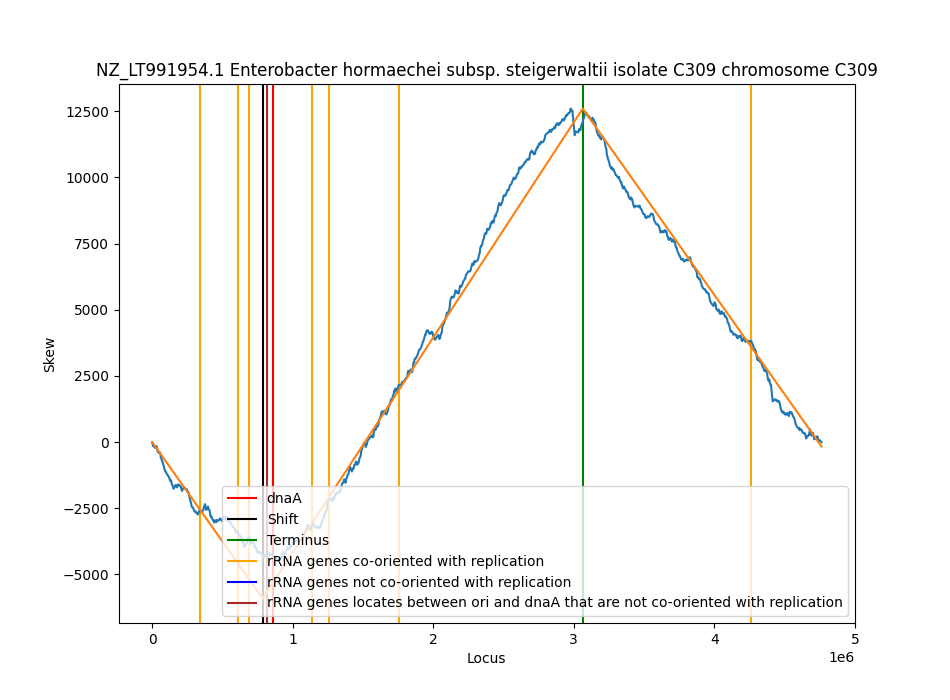 NZ_LT991954.1 Enterobacter hormaechei subsp. steigerwaltii isolate C309 chromosome C309
12500
10000
7500
5000
2500
0
−2500
−5000
Skew
dnaA
Shift
Terminus
rRNA genes co-oriented with replication
rRNA genes not co-oriented with replication
rRNA genes locates between ori and dnaA that are not co-oriented with replication
0 1 2 3 4 5
Locus
1e6